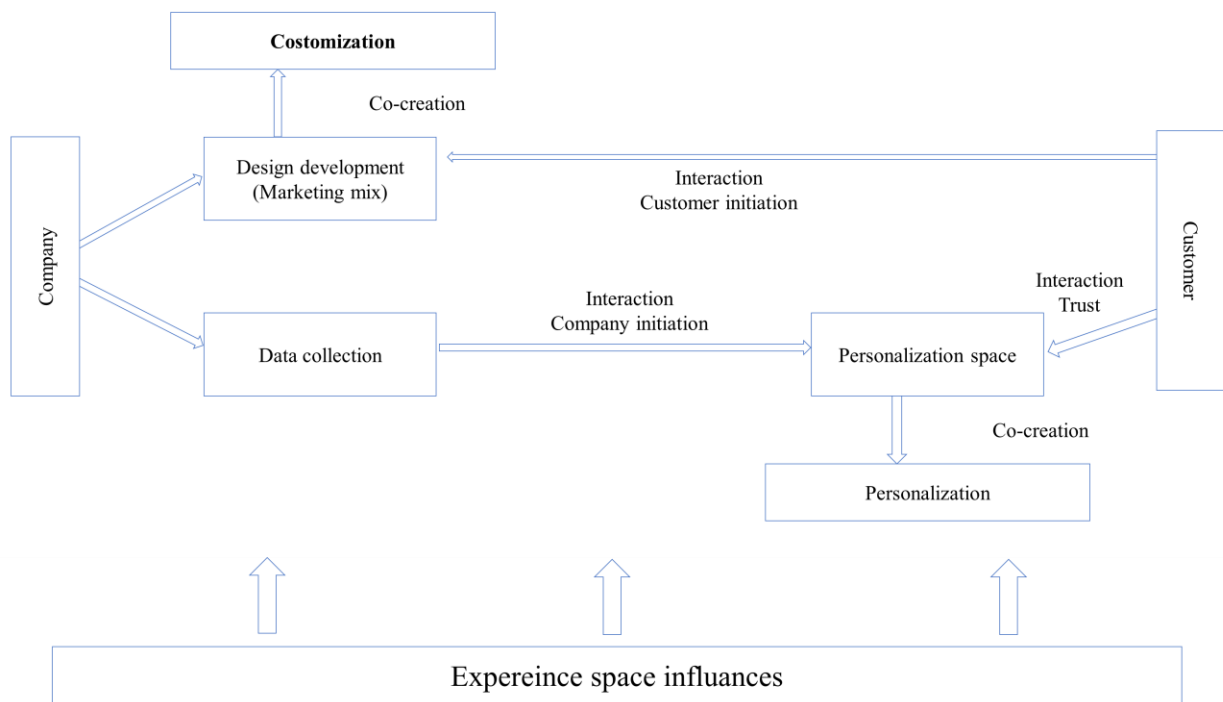 Costomization
Co-creation
Design development
(Marketing mix)
Interaction
Customer initiation
Company
Customer
Interaction
Trust
Interaction
Company initiation
Data collection
Personalization space
Co-creation
Personalization
Expereince space influances